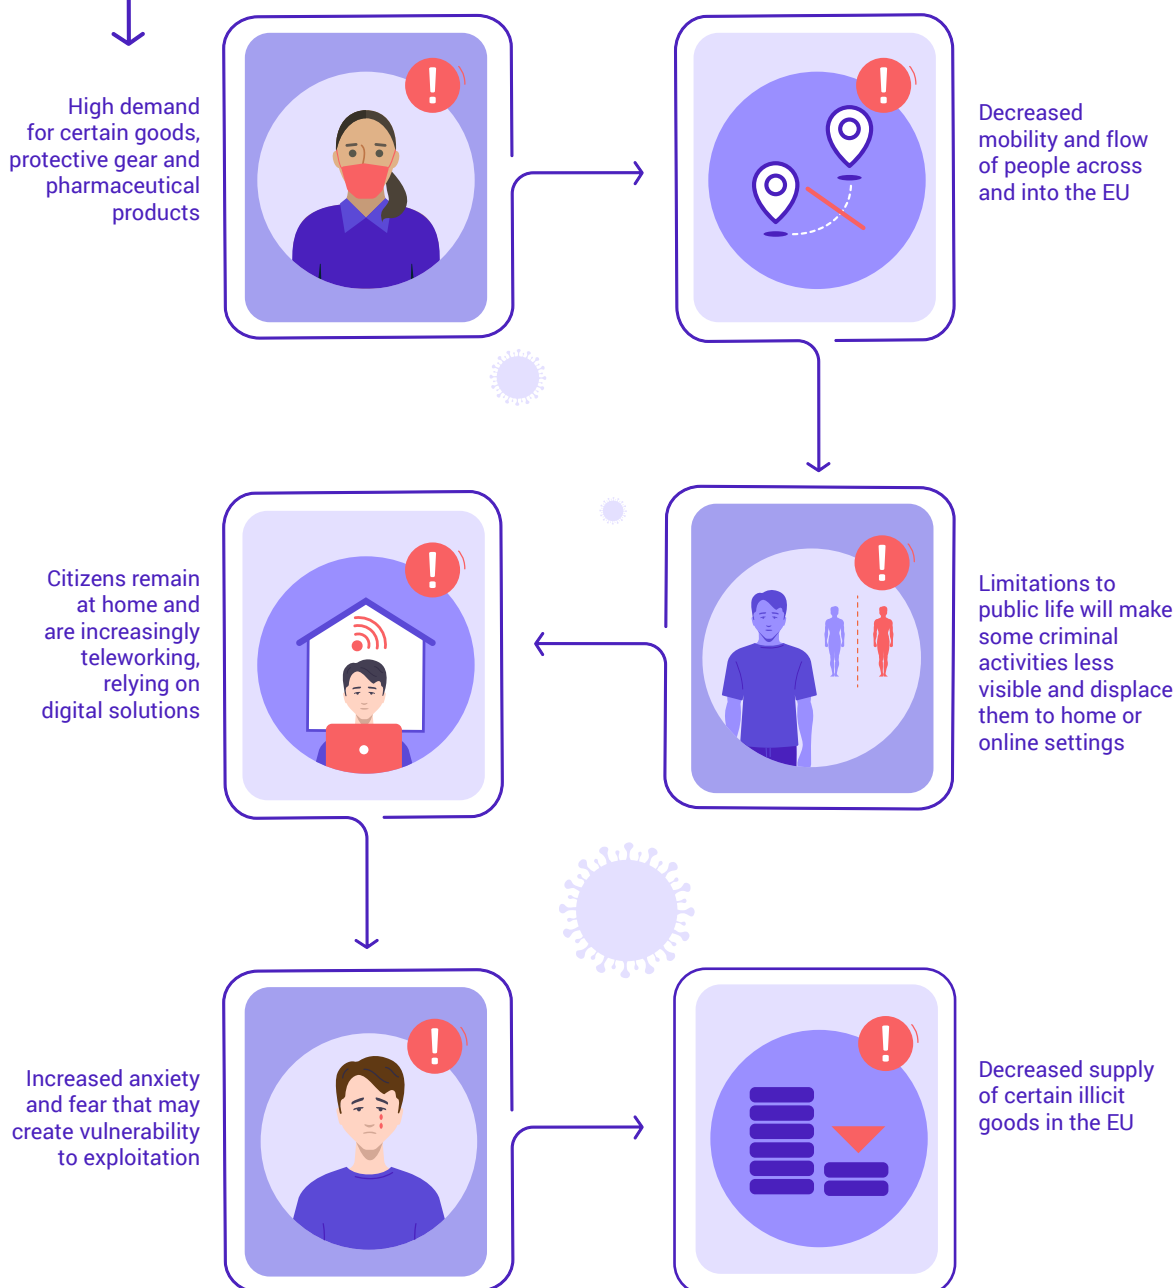 High demand
for certain goods,
protective gear and
pharmaceutical
products
Decreased
mobility and flow
of people across
and into the EU
Limitations to
public life will make
some criminal
activities less
visible and displace
them to home or
online settings
Citizens remain
at home and
are increasingly
teleworking,
relying on
digital solutions
Increased anxiety
and fear that may
create vulnerability
to exploitation
Decreased supply
of certain illicit
goods in the EU